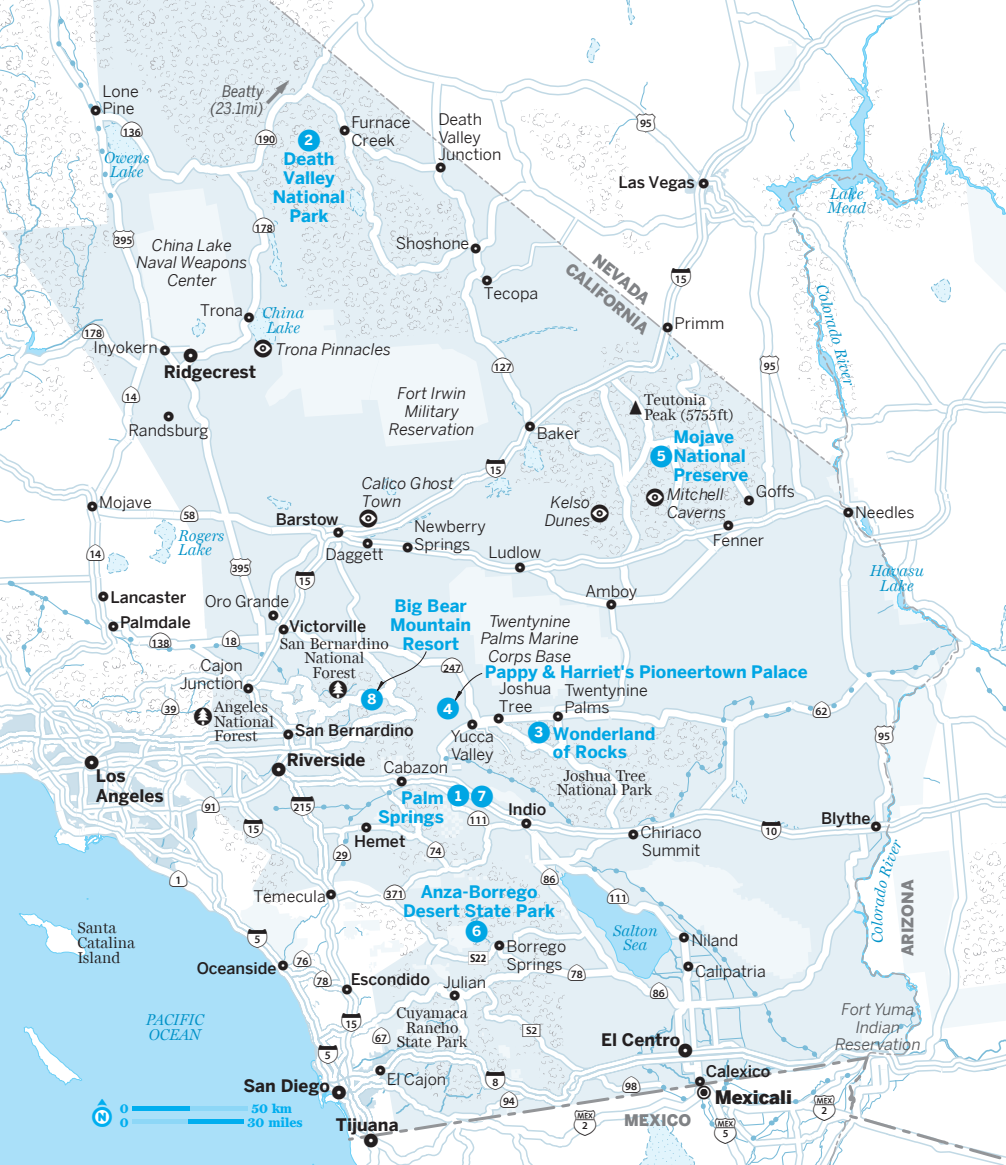 Lone
Pine
136
Owens
Lake
Beatty
(23.1mi)
190
2
Death
Valley
National
Park
Furnace
Creek
Death
Valley
Junction
95
Las Vegas
Lake
Mead
395
China Lake
Naval Weapons
Center
178
Shoshone
Tecopa
NEVADA
CALIFORNIA
15
Colorado River
Trona
China
Lake
Primm
178
Inyokern
Ridgecrest
Trona Pinnacles
127
95
14
Randsburg
Fort Irwin
Military
Reservation
Teutonia
Peak (5755ft)
Baker
5
Mojave
National
Preserve
15
Mojave
58
Rogers
Lake
Calico Ghost
Town
Barstow
Daggett
Newberry
Springs
Kelso
Dunes
Mitchell
Caverns
Goffs
Fenner
Needles
14
395
15
Ludlow
Havasu
Lake
Amboy
Lancaster
Palmdale
Oro Grande
Victorville
138
18
Big Bear
Mountain
Resort
Twentynine
Palms Marine
Corps Base
San Bernardino
National
Forest
247
Pappy & Harriet's Pioneertown Palace
Cajon
Junction
8
4
Joshua
Tree
Twentynine
Palms
62
39
Angeles
National
Forest
San Bernardino
Yucca
Valley
3
Wonderland
of Rocks
95
Los
Angeles
Riverside
Cabazon
Joshua Tree
National Park
91
215
Palm
Springs
1
7
111
Indio
15
Hemet
Chiriaco
Summit
10
Blythe
29
74
1
Temecula
371
86
111
Anza-Borrego
Desert State Park
6
Colorado River
ARIZONA
Santa
Catalina
Island
5
Salton
Sea
Niland
Oceanside
76
S22
Borrego
Springs
Calipatria
78
Escondido
Julian
78
86
PACIFIC
OCEAN
15
Cuyamaca
Rancho
State Park
67
S2
Fort Yuma
Indian
Reservation
5
El Centro
El Cajon
8
Calexico
San Diego
94
98
Mexicali
N
0
50 km
0
30 miles
MEX
2
MEXICO
MEX
5
MEX
2
Tijuana